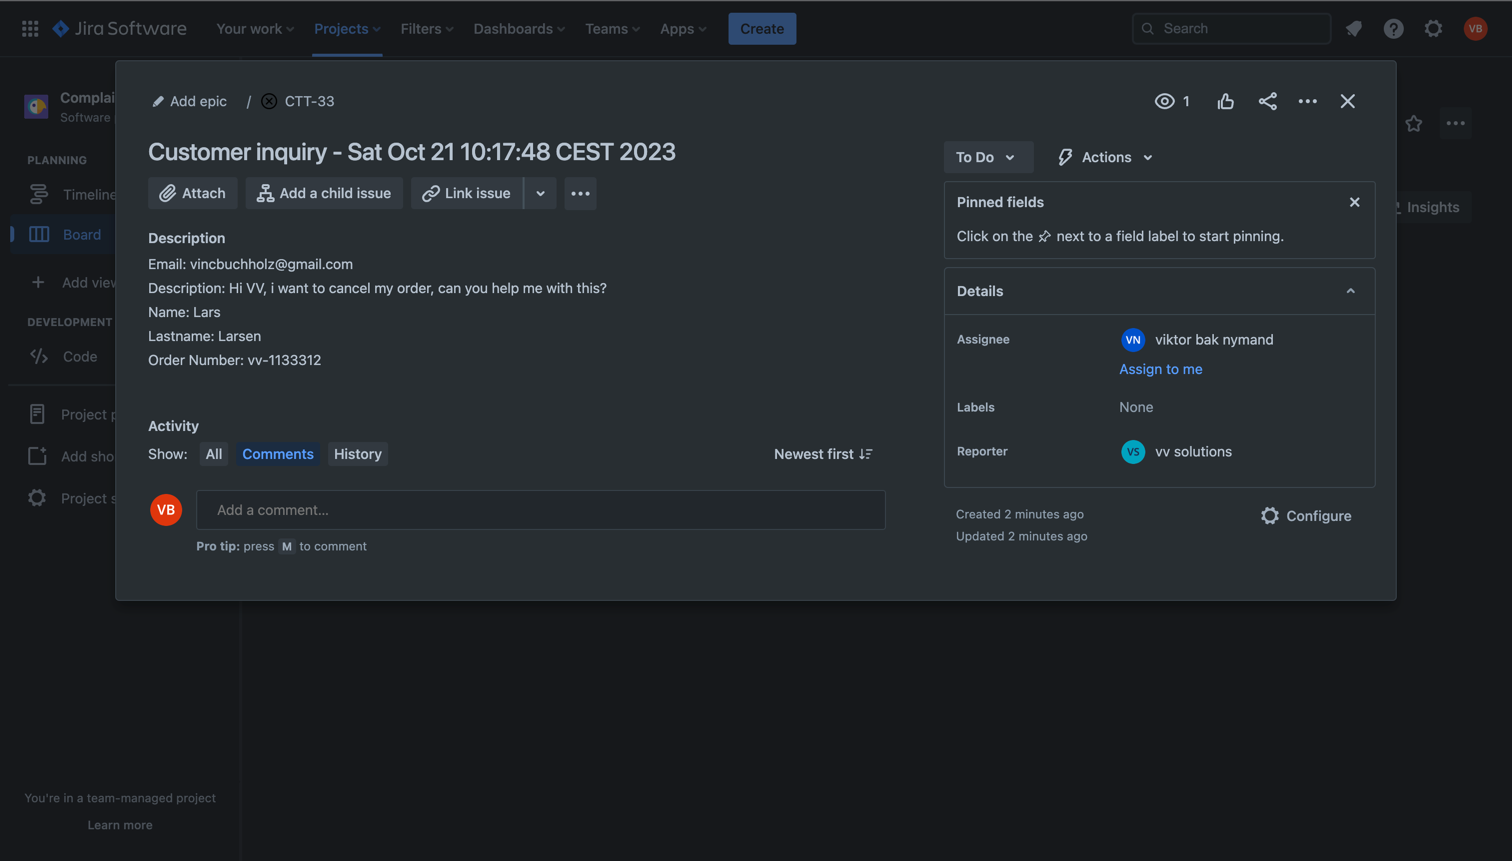 Jira Software
Your work
Projects
Filters
Dashboards
Teams
Apps
Create
Search
VB
Complai
Software
PLANNING
Timeline
Board
Add view
DEVELOPMENT
Code
Project p
Add sho
Project s
You're in a team-managed project
Learn more
Insights
Add epic / CTT-33
1
Customer inquiry - Sat Oct 21 10:17:48 CEST 2023
Attach
Add a child issue
Link issue
Description
Email: vincbuchholz@gmail.com
Description: Hi VV, i want to cancel my order, can you help me with this?
Name: Lars
Lastname: Larsen
Order Number: vv-1133312
Activity
Show: All Comments History
Newest first
VB
Add a comment...
Pro tip: press M to comment
To Do
Actions
Pinned fields
Click on the next to a field label to start pinning.
Details
Assignee
VN viktor bak nymand
Assign to me
Labels
None
Reporter
VS vv solutions
Created 2 minutes ago
Updated 2 minutes ago
Configure